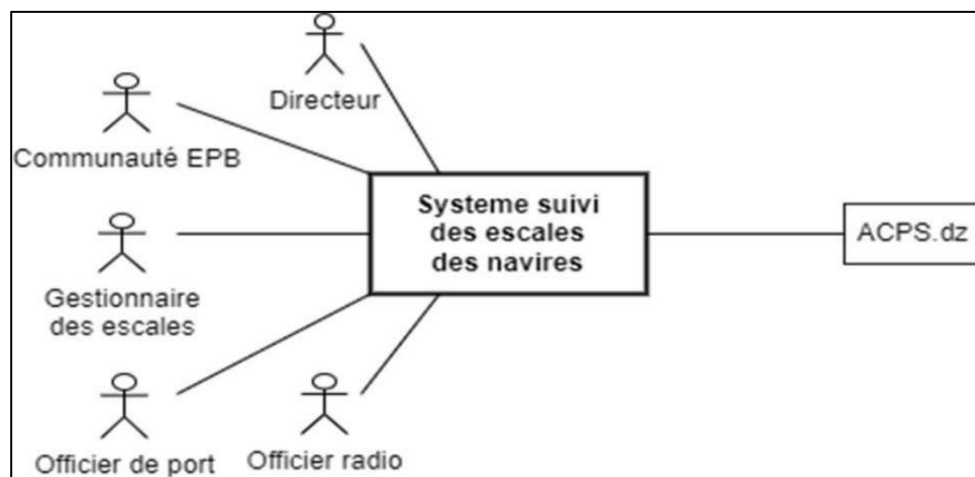 Directeur
Communauté EPB
Systeme suivi
des escales
des navires
ACPS.dz
Gestionnaire
des escales
Officier de port
Officier radio